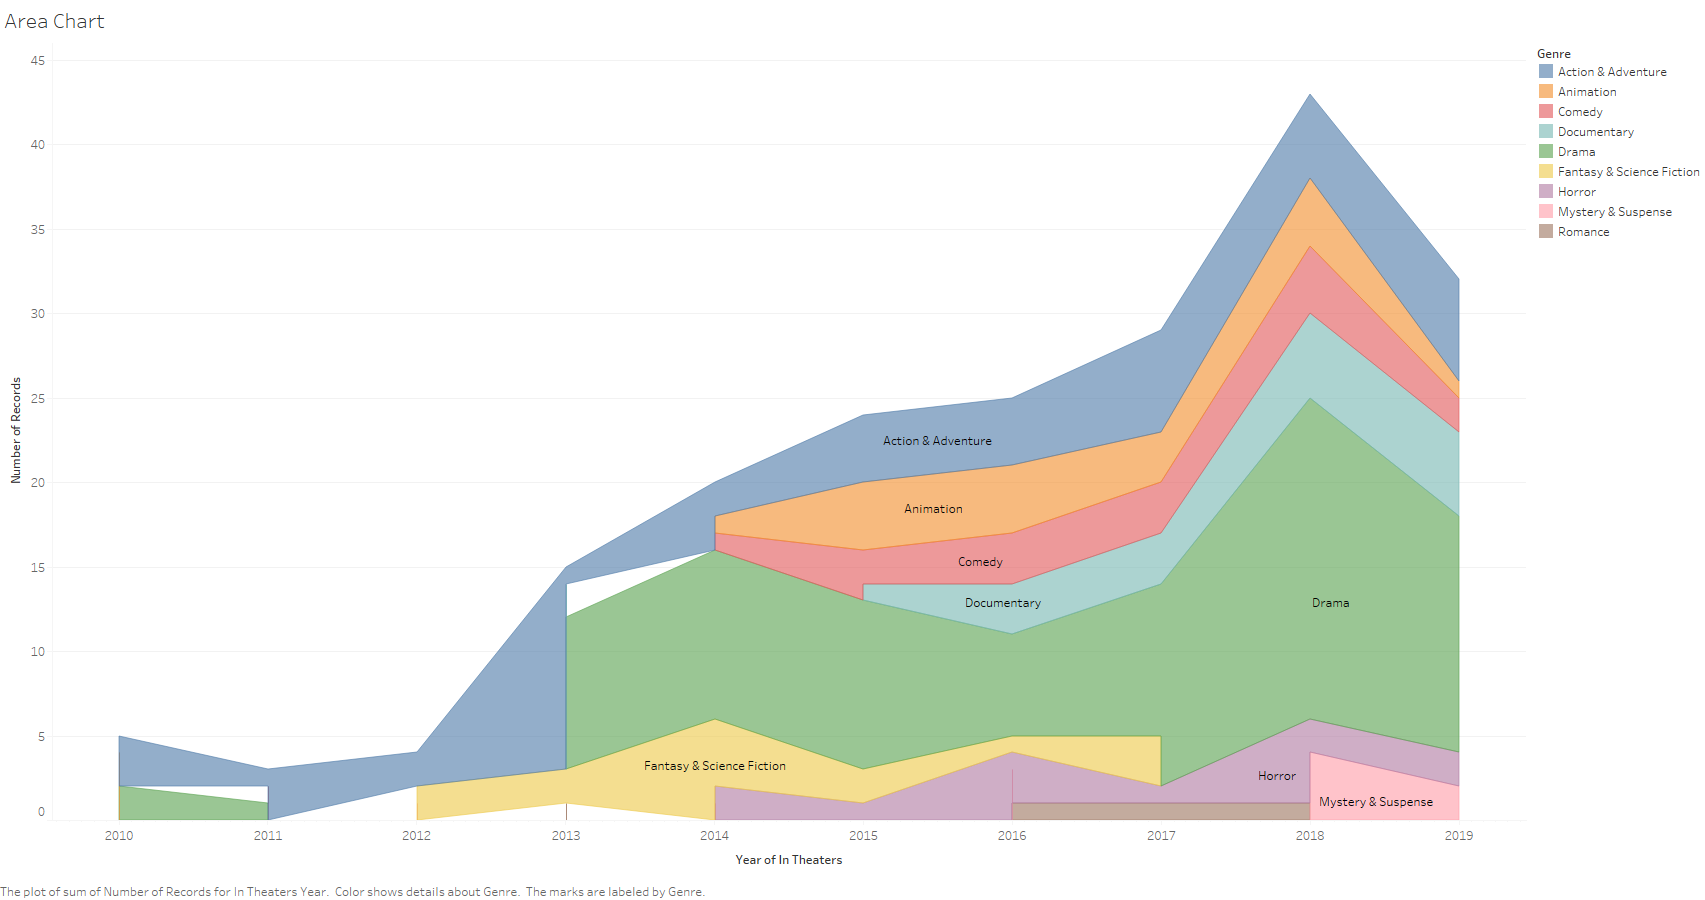 Area Chart
Genre
Action & Adventure
Animation
Comedy
Documentary
Drama
Fantasy & Science Fiction
Horror
Mystery & Suspense
Romance
Number of Records
45
40
35
30
25
20
15
10
5
0
Action & Adventure
Animation
Comedy
Documentary
Drama
Fantasy & Science Fiction
Horror
Mystery & Suspense
2010 2011 2012 2013 2014 2015 2016 2017 2018 2019
Year of In Theaters
The plot of sum of Number of Records for In Theaters Year. Color shows details about Genre. The marks are labeled by Genre.